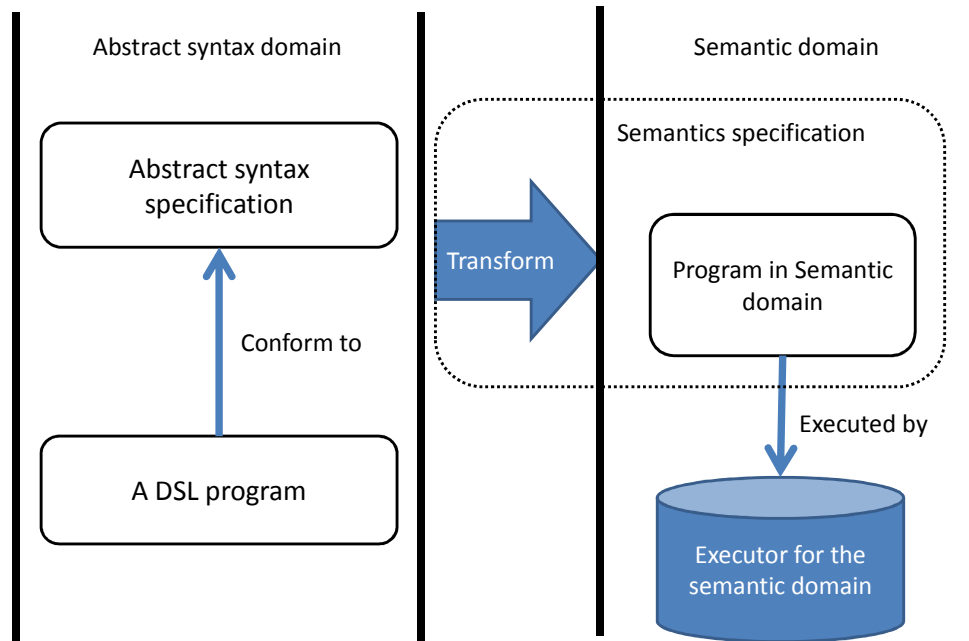 Abstract syntax domain
Semantic domain
Semantics specification
Abstract syntax
specification
Transform
Program in Semantic
domain
Conform to
Executed by
A DSL program
Executor for the
semantic domain